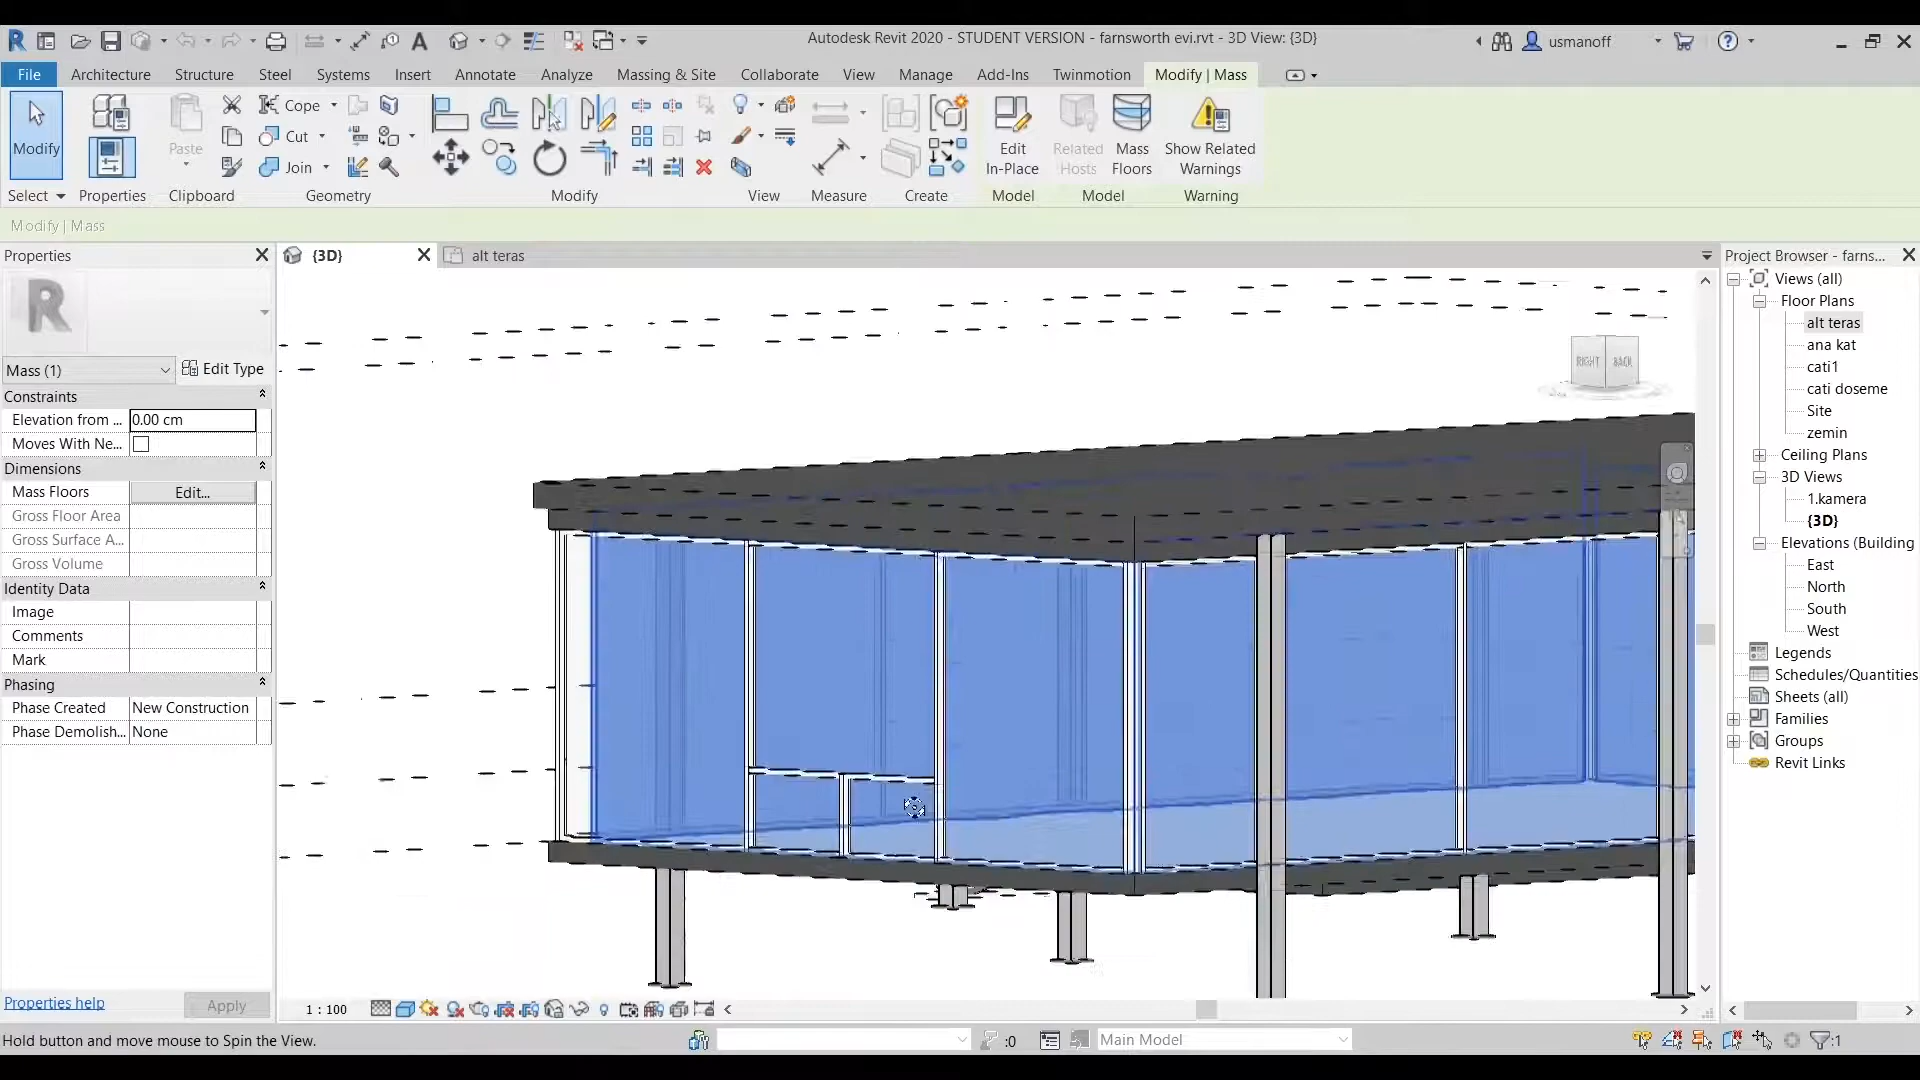 Autodesk Revit 2020 - STUDENT VERSION - farnsworth evi.rvt - 3D View: {3D}
usmanoff
File Architecture Structure Steel Systems Insert Annotate Analyze Massing & Site Collaborate View Manage Add-Ins Twinmotion Modify | Mass
Modify
Paste
Cope
Cut
Join
Edit In-Place
Related Hosts
Mass Floors
Show Related Warnings
Select Properties Clipboard Geometry Modify View Measure Create Model Model Warning
Modify | Mass
Properties
{3D}
alt teras
Project Browser - farns...
R
Mass (1)
Edit Type
Constraints
Elevation from ... 0.00 cm
Moves With Ne...
Dimensions
Mass Floors Edit...
Gross Floor Area
Gross Surface A...
Gross Volume
Identity Data
Image
Comments
Mark
Phasing
Phase Created New Construction
Phase Demolish... None
Properties help
Apply
RIGHT BACK
Views (all)
Floor Plans
alt teras
ana kat
cati1
cati doseme
Site
zemin
Ceiling Plans
3D Views
1.kamera
{3D}
Elevations (Building
East
North
South
West
Legends
Schedules/Quantities
Sheets (all)
Families
Groups
Revit Links
1 : 100
Hold button and move mouse to Spin the View.
:0
Main Model
:1